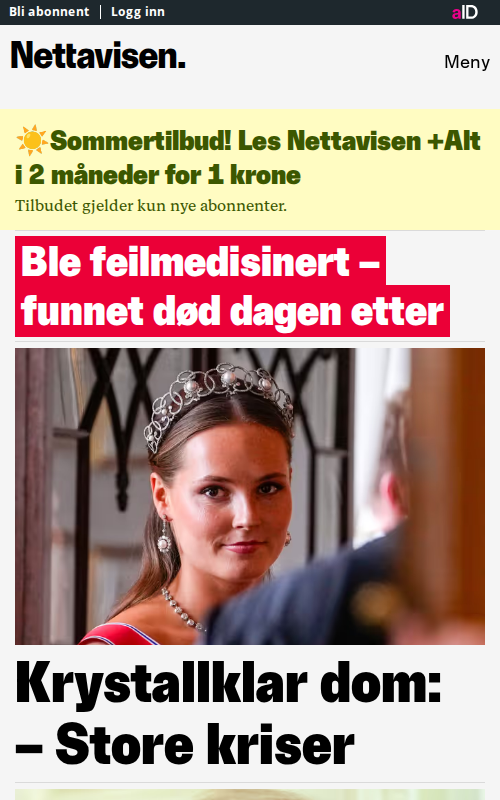 Bli abonnent
Logg inn
aID
Nettavisen.
Meny
☀️Sommertilbud! Les Nettavisen +Alt
i 2 måneder for 1 krone
Tilbudet gjelder kun nye abonnenter.
Ble feilmedisinert –
funnet død dagen etter
Krystallklar dom:
– Store kriser